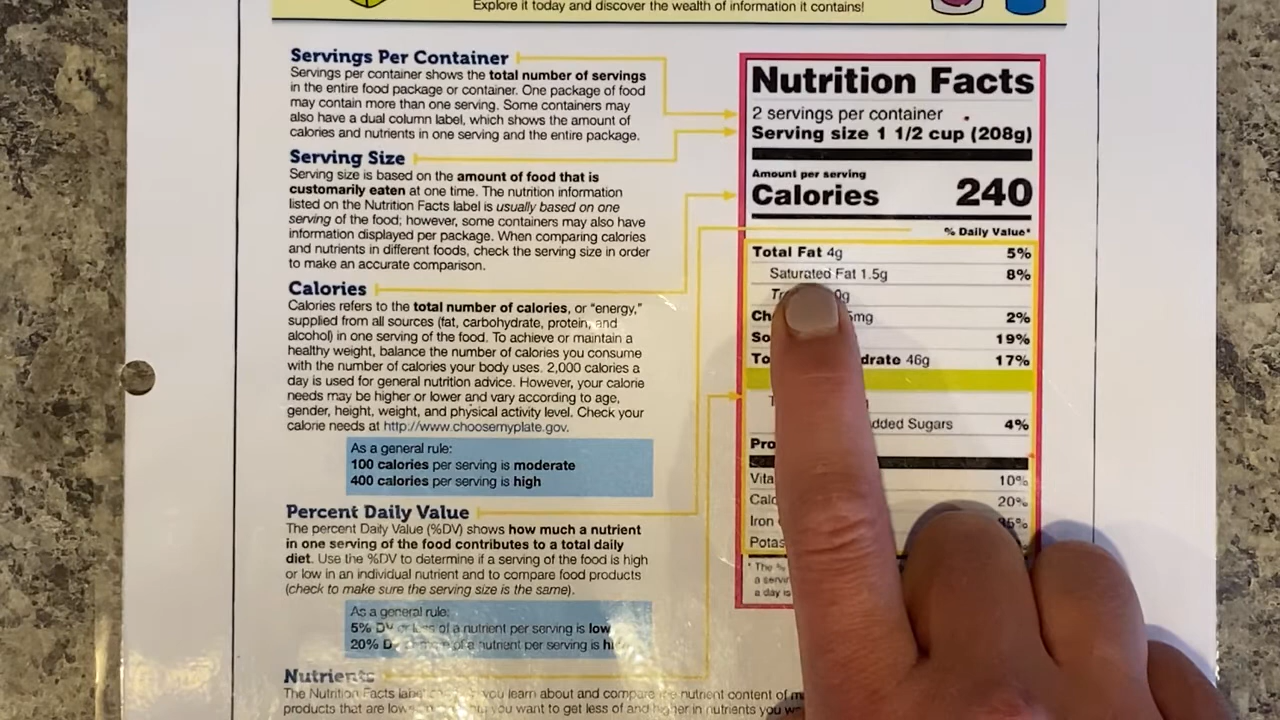 Explore it today and discover the wealth of information it contains!
Servings Per Container
Servings per container shows the total number of servings
in the entire food package or container. One package of food
may contain more than one serving. Some containers may
also have a dual column label, which shows the amount of
calories and nutrients in one serving and the entire package.
Serving Size
Serving size is based on the amount of food that is
customarily eaten at one time. The nutrition information
listed on the Nutrition Facts label is usually based on one
serving of the food; however, some containers may also have
information displayed per package. When comparing calories
and nutrients in different foods, check the serving size in order
to make an accurate comparison.
Calories
Calories refers to the total number of calories, or “energy,”
supplied from all sources (fat, carbohydrate, protein, and
alcohol) in one serving of the food. To achieve or maintain a
healthy weight, balance the number of calories you consume
with the number of calories your body uses. 2,000 calories a
day is used for general nutrition advice. However, your calorie
needs may be higher or lower and vary according to age,
gender, height, weight, and physical activity level. Check your
calorie needs at http://www.choosemyplate.gov.
As a general rule:
100 calories per serving is moderate
400 calories per serving is high
Percent Daily Value
The percent Daily Value (%DV) shows how much a nutrient
in one serving of the food contributes to a total daily
diet. Use the %DV to determine if a serving of the food is high
or low in an individual nutrient and to compare food products
(check to make sure the serving size is the same).
As a general rule:
5% of a nutrient per serving is low
20% of a nutrient per serving is
Nutrients
The Nutrition Facts you learn about and compare nutrient content of
products that are you want to get less of and in nutrients you
Nutrition Facts
2 servings per container
Serving size 1 1/2 cup (208g)
Amount per serving
Calories 240
% Daily Value*
Total Fat 4g 5%
Saturated Fat 1.5g 8%
0g
2%
19%
46g 17%
Added Sugars 4%
10%
20%
Iron
* The %
a day is